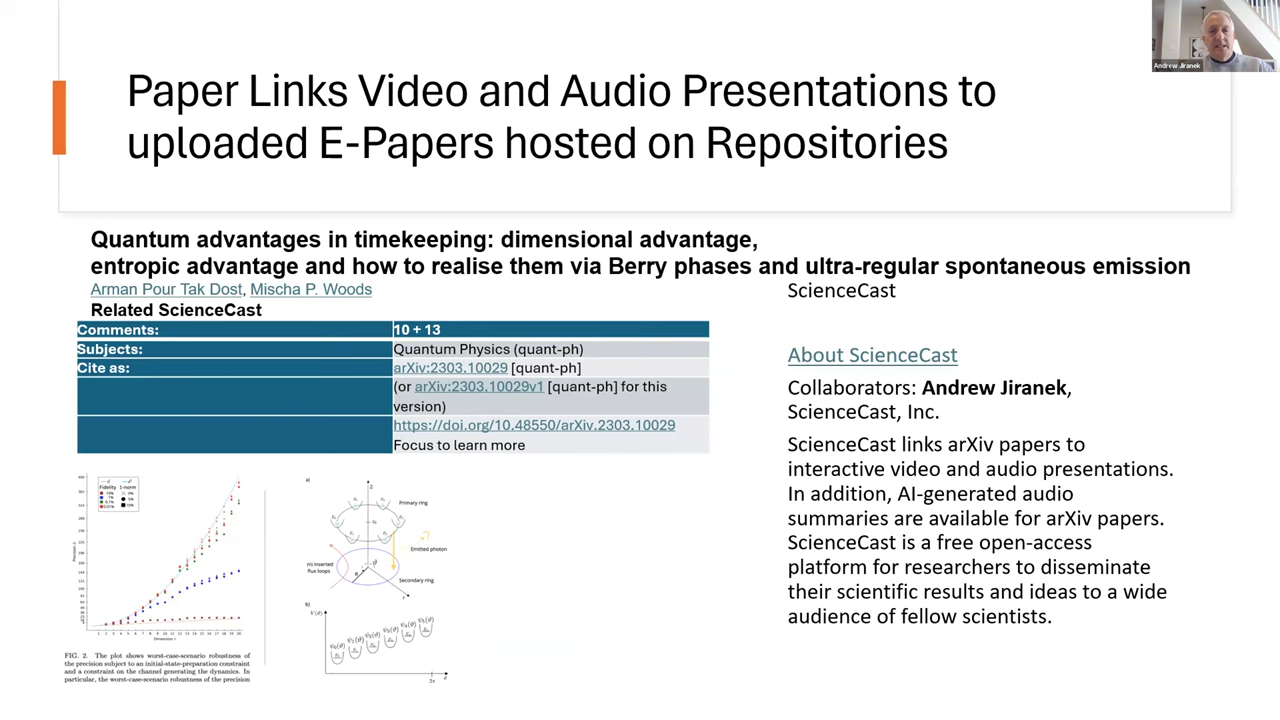 Andrew Jiranek
Paper Links Video and Audio Presentations to
uploaded E-Papers hosted on Repositories
Quantum advantages in timekeeping: dimensional advantage,
entropic advantage and how to realise them via Berry phases and ultra-regular spontaneous emission
Arman Pour Tak Dost, Mischa P. Woods
Related ScienceCast
Comments: 10 + 13
Subjects: Quantum Physics (quant-ph)
Cite as: arXiv:2303.10029 [quant-ph]
(or arXiv:2303.10029v1 [quant-ph] for this
version)
https://doi.org/10.48550/arXiv.2303.10029
Focus to learn more
ScienceCast
About ScienceCast
Collaborators: Andrew Jiranek,
ScienceCast, Inc.
ScienceCast links arXiv papers to
interactive video and audio presentations.
In addition, AI-generated audio
summaries are available for arXiv papers.
ScienceCast is a free open-access
platform for researchers to disseminate
their scientific results and ideas to a wide
audience of fellow scientists.
Fidelity 1-norm
Dimension
FIG. 2. The plot shows worst-case-scenario robustness of
the precision subject to an initial-state-preparation constraint
and a constraint on the channel generating the dynamics. In
particular, the worst-case-scenario robustness of the precision
a)
Primary ring
Emitted photon
inserted
flux loops
Secondary ring
b)